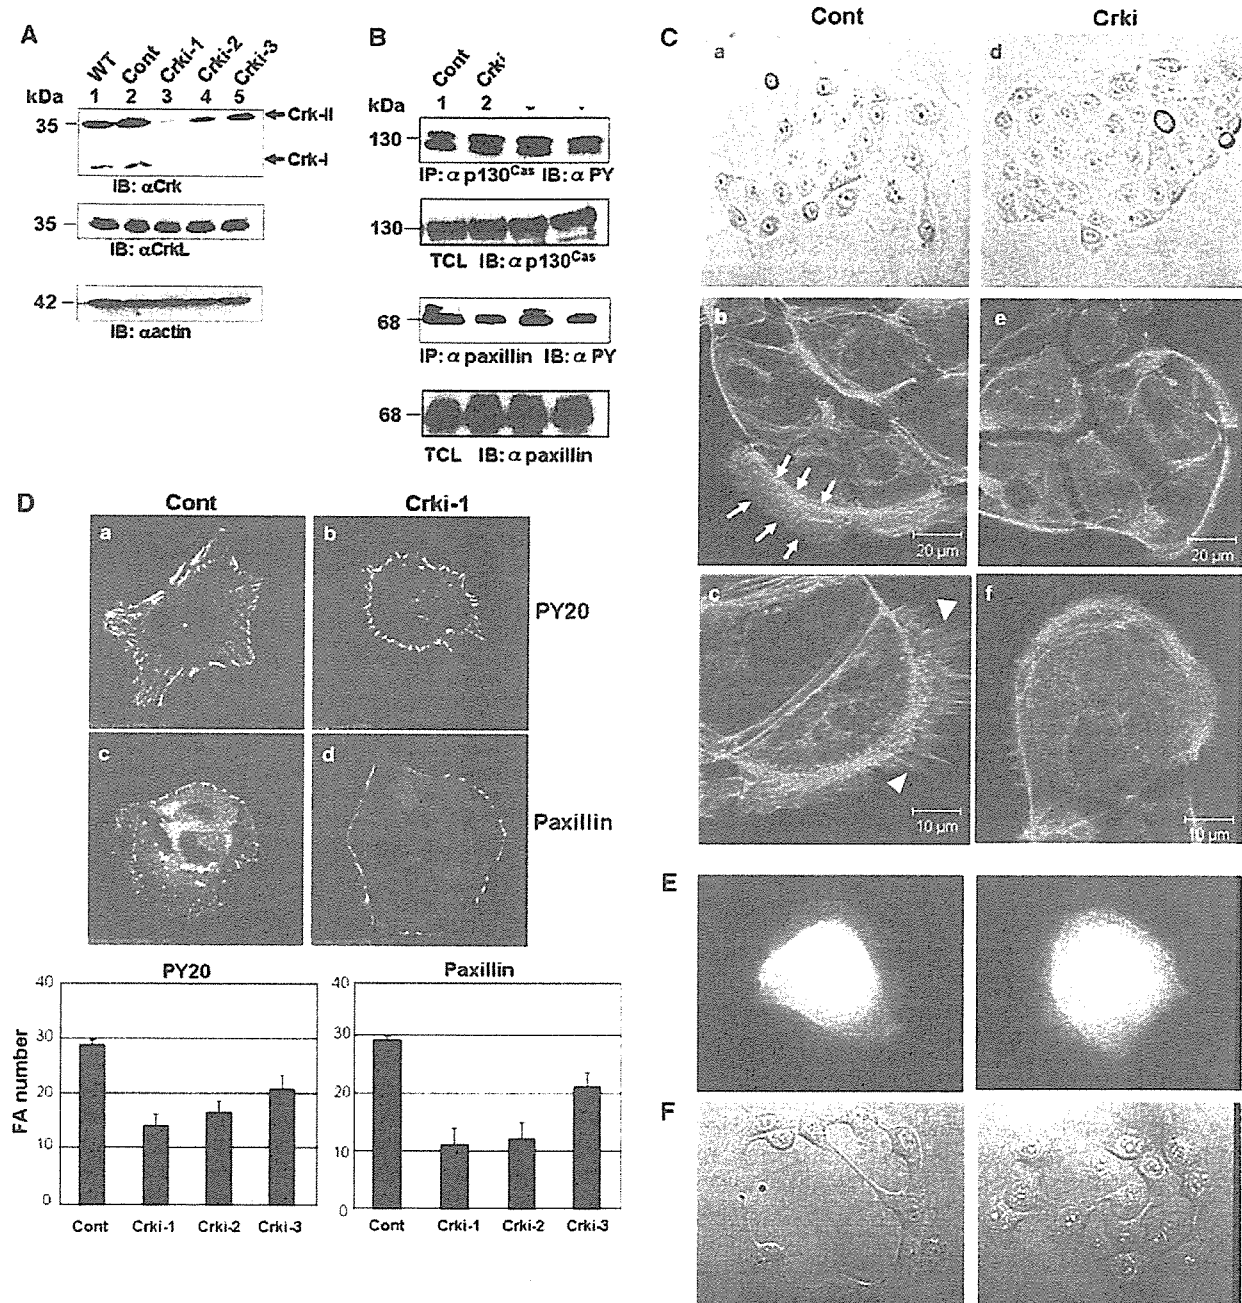 A
WT Cont Crki-1 Crki-2 Crki-3
kDa 1 2 3 4 5
35 Crk-II
Crk-I
IB: αCrk
35
IB: αCrkL
42
IB: αactin
B
Cont Crki
kDa 1 2
130
IP: α p130Cas IB: α PY
130
TCL IB: α p130Cas
68
IP: α paxillin IB: α PY
68
TCL IB: α paxillin
C
Cont Crki
a d
b e
20 µm 20 µm
c f
10 µm 10 µm
D
Cont Crki-1
a b
PY20
c d
Paxillin
PY20
FA number
40
30
20
10
0
Cont Crki-1 Crki-2 Crki-3
Paxillin
40
30
20
10
0
Cont Crki-1 Crki-2 Crki-3
E
F